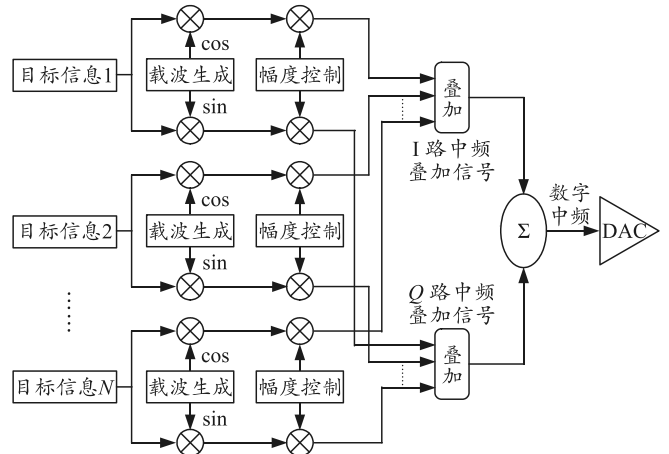 cos
目标信息1
载波生成
幅度控制
sin
叠加
I 路中频
叠加信号
cos
目标信息2
载波生成
幅度控制
sin
Σ
数字
中频
DAC
Q 路中频
叠加信号
叠加
cos
目标信息N
载波生成
幅度控制
sin